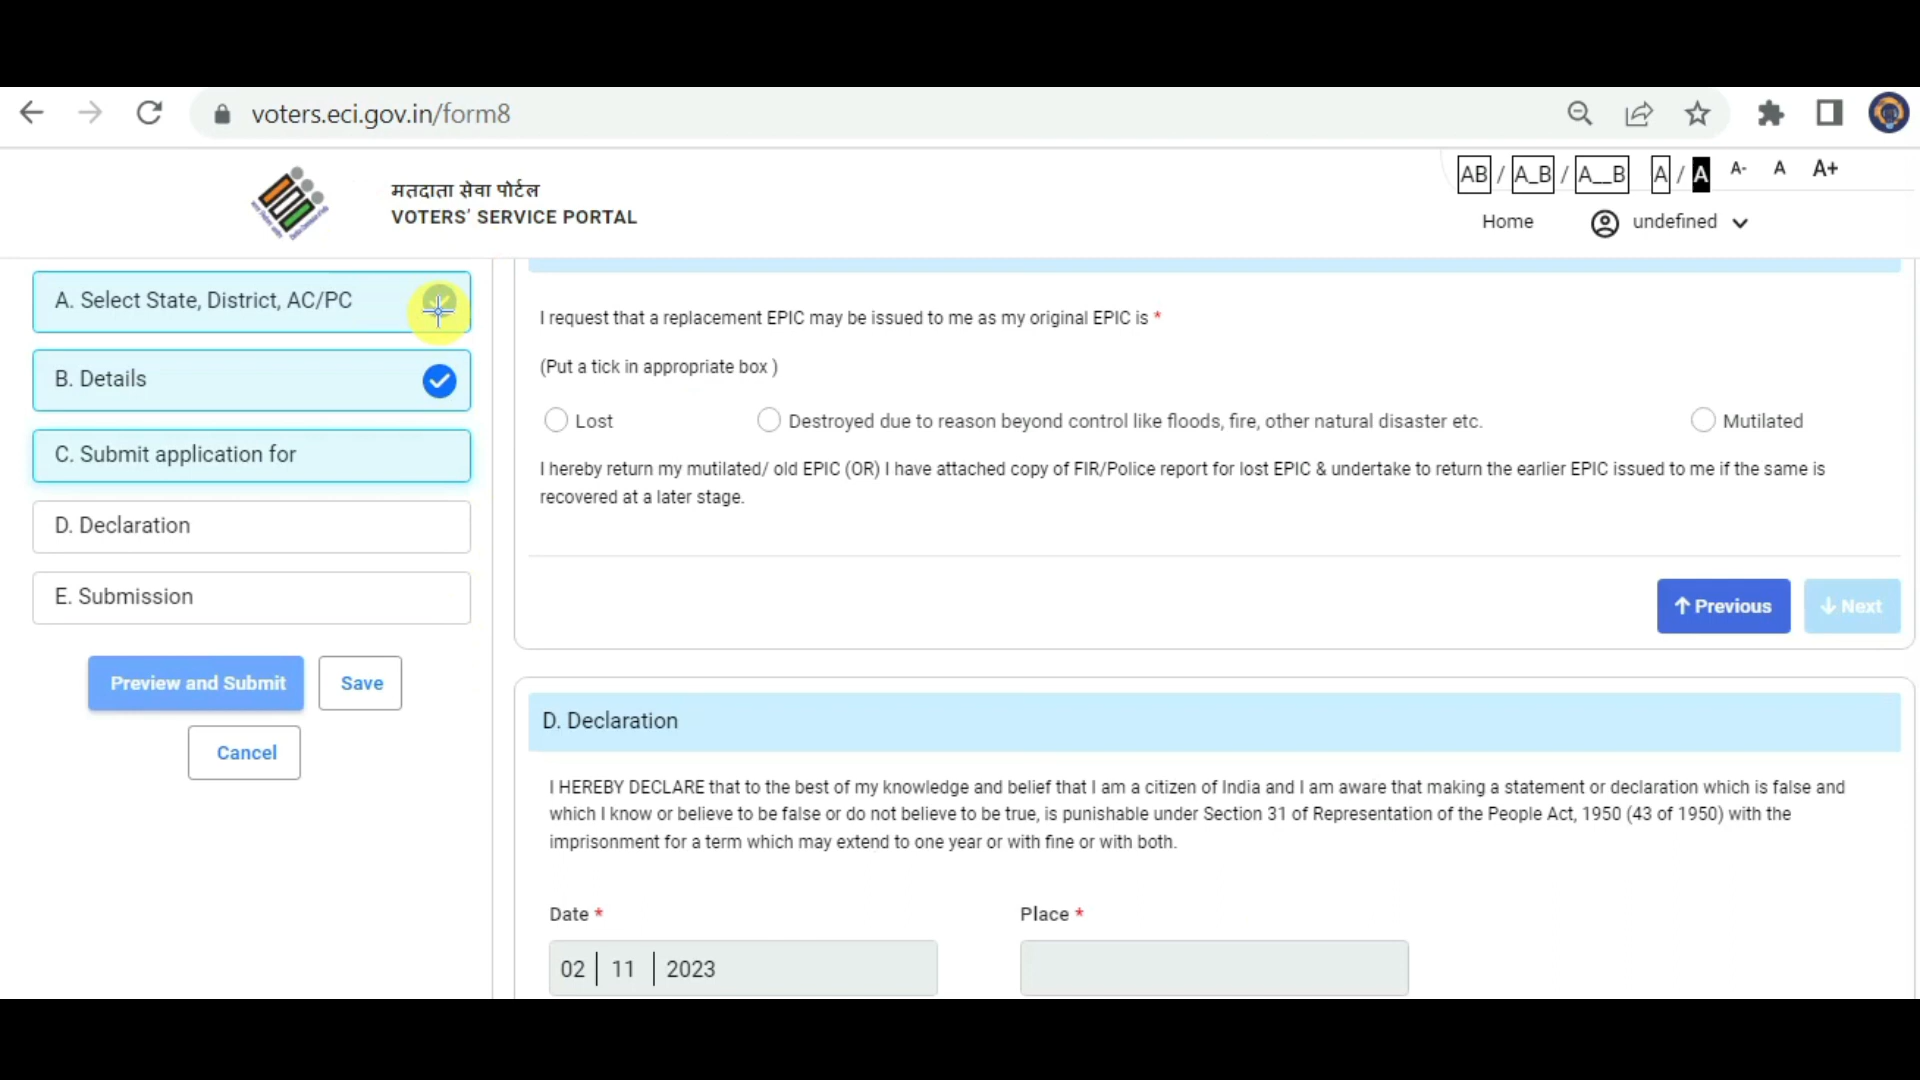 voters.eci.gov.in/form8
AB / A_B / A__B A / A A- A A+
मतदाता सेवा पोर्टल
VOTERS' SERVICE PORTAL
Home undefined
A. Select State, District, AC/PC
B. Details
C. Submit application for
D. Declaration
E. Submission
Preview and Submit Save
Cancel
I request that a replacement EPIC may be issued to me as my original EPIC is *
(Put a tick in appropriate box )
Lost Destroyed due to reason beyond control like floods, fire, other natural disaster etc. Mutilated
I hereby return my mutilated/ old EPIC (OR) I have attached copy of FIR/Police report for lost EPIC & undertake to return the earlier EPIC issued to me if the same is
recovered at a later stage.
Previous Next
D. Declaration
I HEREBY DECLARE that to the best of my knowledge and belief that I am a citizen of India and I am aware that making a statement or declaration which is false and
which I know or believe to be false or do not believe to be true, is punishable under Section 31 of Representation of the People Act, 1950 (43 of 1950) with the
imprisonment for a term which may extend to one year or with fine or with both.
Date * Place *
02 11 2023